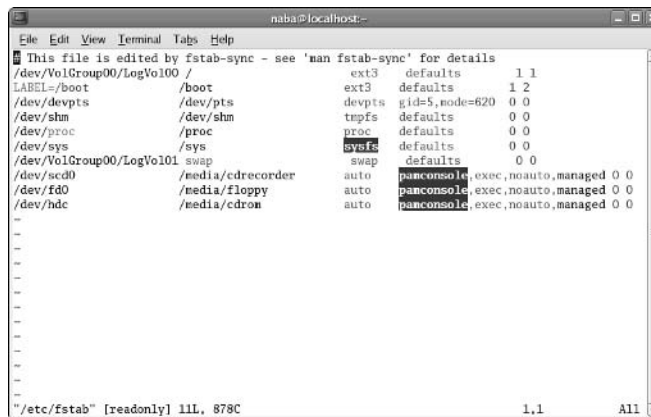 naba@localhost:~
File Edit View Terminal Tabs Help
# This file is edited by fstab-sync - see 'man fstab-sync' for details
/dev/VolGroup00/LogVol00 / ext3 defaults 1 1
LABEL=/boot /boot ext3 defaults 1 2
/dev/devpts /dev/pts devpts gid=5,mode=620 0 0
/dev/shm /dev/shm tmpfs defaults 0 0
/dev/proc /proc proc defaults 0 0
/dev/sys /sys sysfs defaults 0 0
/dev/VolGroup00/LogVol01 swap swap defaults 0 0
/dev/scd0 /media/cdrecorder auto pamconsole,exec,noauto,managed 0 0
/dev/fd0 /media/floppy auto pamconsole,exec,noauto,managed 0 0
/dev/hdc /media/cdrom auto pamconsole,exec,noauto,managed 0 0
~
~
~
~
~
~
~
~
~
~
~
~
~
"/etc/fstab" [readonly] 11L, 878C 1,1 All